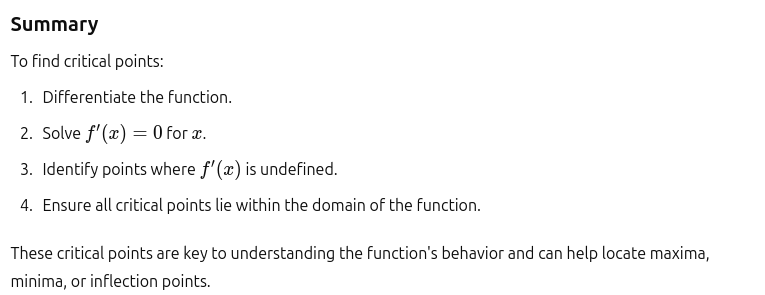 Summary
To find critical points:
1. Differentiate the function.
2. Solve f′(x) = 0 for x.
3. Identify points where f′(x) is undefined.
4. Ensure all critical points lie within the domain of the function.
These critical points are key to understanding the function's behavior and can help locate maxima,
minima, or inflection points.